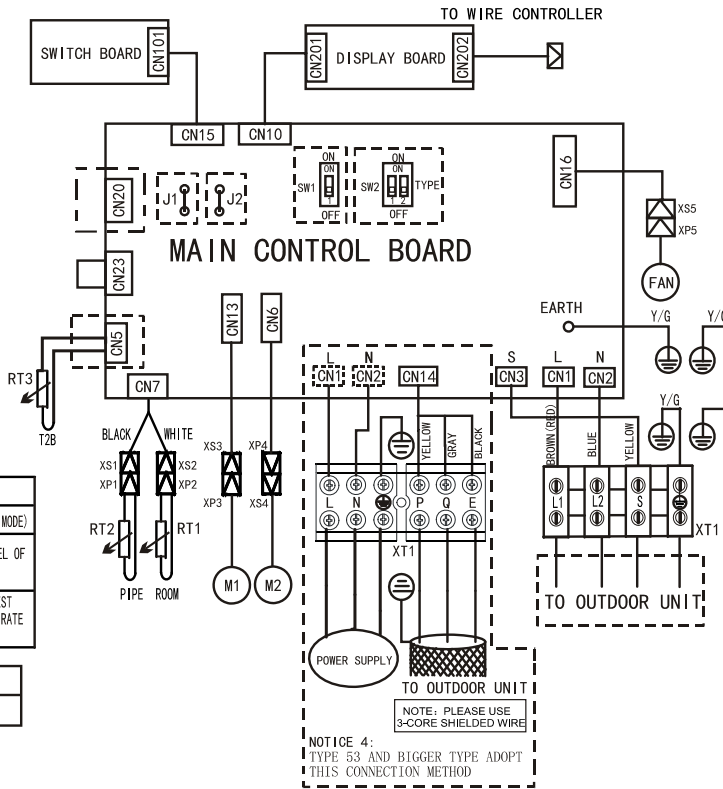 TO WIRE CONTROLLER
SWITCH BOARD
CN101
CN201
DISPLAY BOARD
CN202
CN15
CN10
CN20
J1
J2
ON
ON
SW1
1
OFF
ON
ON
SW2
1 2
TYPE
OFF
CN16
XS5
XP5
FAN
MAIN CONTROL BOARD
CN23
CN13
CN6
EARTH
Y/G
Y/G
CN5
CN7
L
N
CN1
CN2
CN14
S
L
N
CN3
CN1
CN2
RT3
T2B
Y/G
BLACK
WHITE
XS3
XP4
YELLOW
GRAY
BLACK
BROWN(RED)
BLUE
YELLOW
XS1
XP1
XS2
XP2
XP3
XS4
L
N
P
Q
E
L1
L2
S
XT1
XT1
MODE)
EL OF
ST
RATE
RT2
RT1
PIPE
ROOM
M1
M2
TO OUTDOOR UNIT
POWER SUPPLY
TO OUTDOOR UNIT
NOTE: PLEASE USE
3-CORE SHIELDED WIRE
NOTICE 4:
TYPE 53 AND BIGGER TYPE ADOPT
THIS CONNECTION METHOD